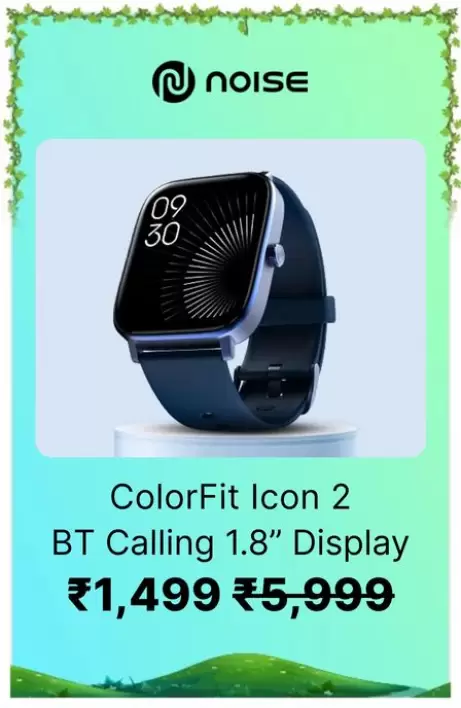 NOISE
09
30
ColorFit Icon 2
BT Calling 1.8” Display
₹1,499 ₹5,999